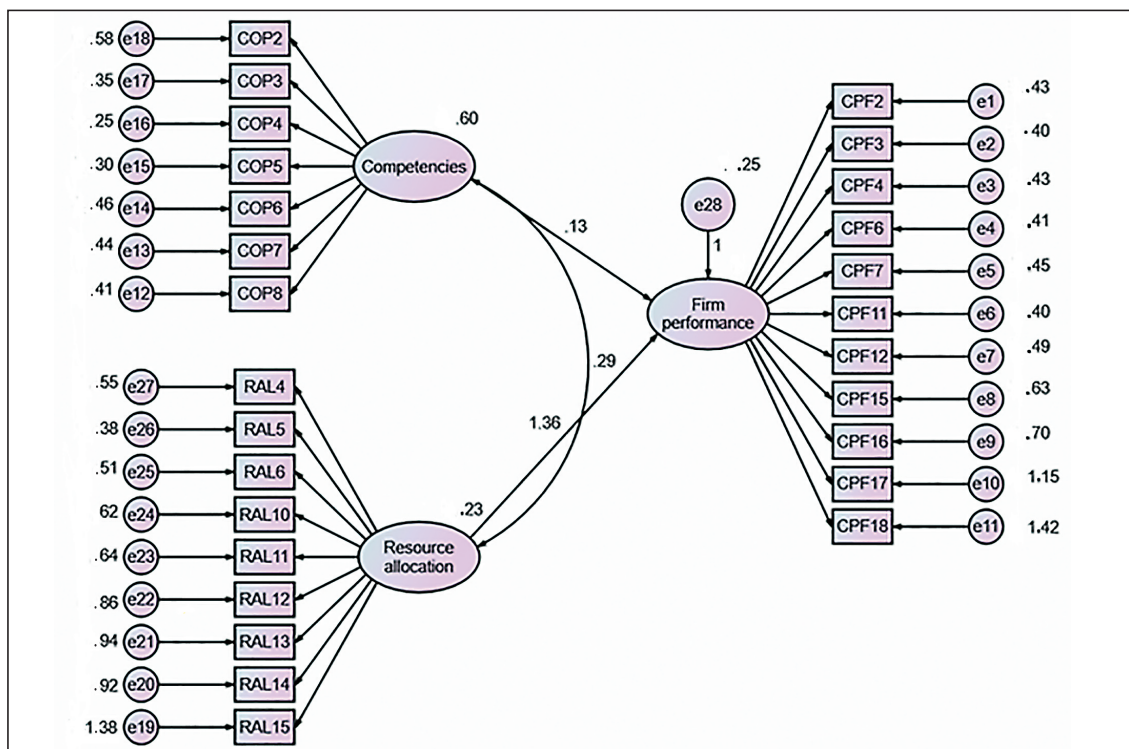 .58 e18 COP2
.35 e17 COP3
.25 e16 COP4
.30 e15 COP5
.46 e14 COP6
.44 e13 COP7
.41 e12 COP8
Competencies
.60
.13
.29
1.36
.55 e27 RAL4
.38 e26 RAL5
.51 e25 RAL6
62 e24 RAL10
.64 e23 RAL11
.86 e22 RAL12
.94 e21 RAL13
.92 e20 RAL14
1.38 e19 RAL15
Resource
allocation
.23
. .25
e28
1
Firm
performance
CPF2 e1 .43
CPF3 e2 .40
CPF4 e3 .43
CPF6 e4 .41
CPF7 e5 .45
CPF11 e6 .40
CPF12 e7 .49
CPF15 e8 .63
CPF16 e9 .70
CPF17 e10 1.15
CPF18 e11 1.42